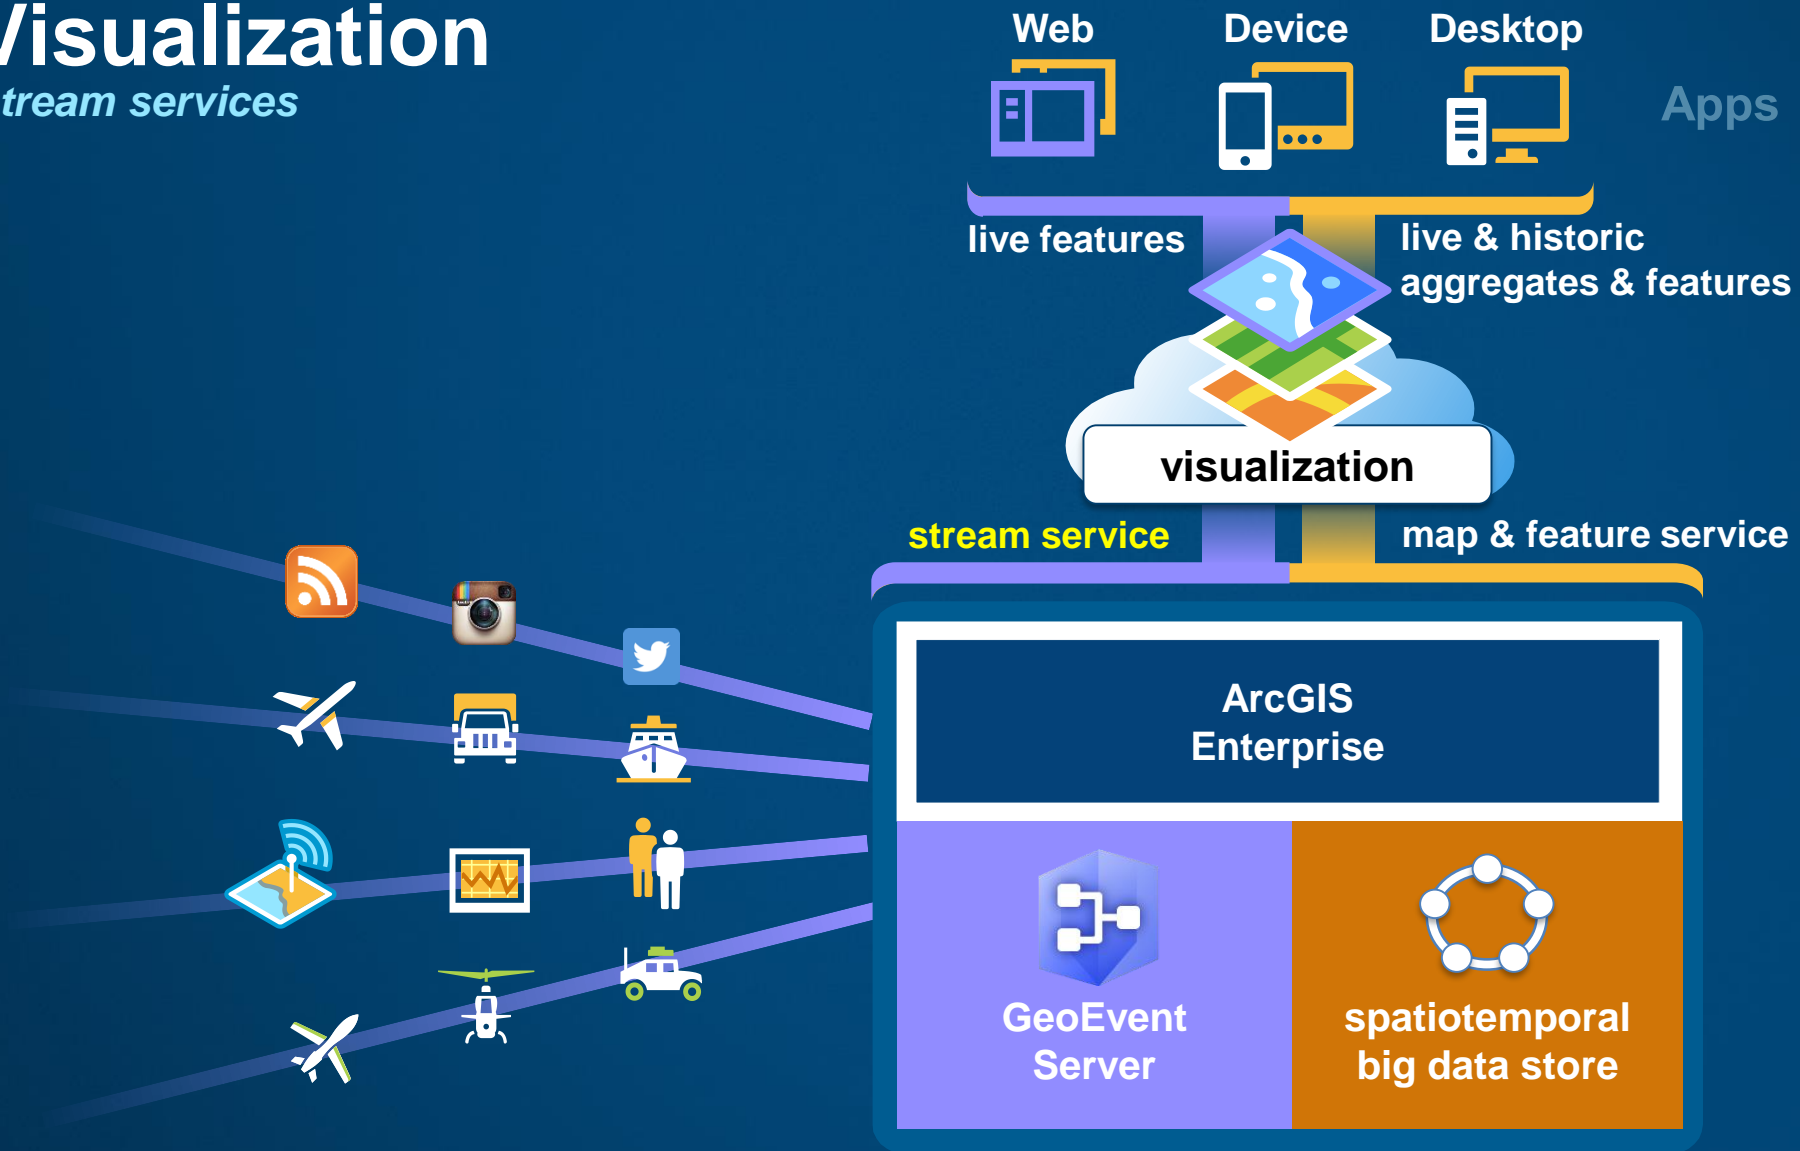 Visualization
tream services
Web
Device
Desktop
Apps
live features
live & historic
aggregates & features
visualization
stream service
map & feature service
ArcGIS
Enterprise
GeoEvent
Server
spatiotemporal
big data store